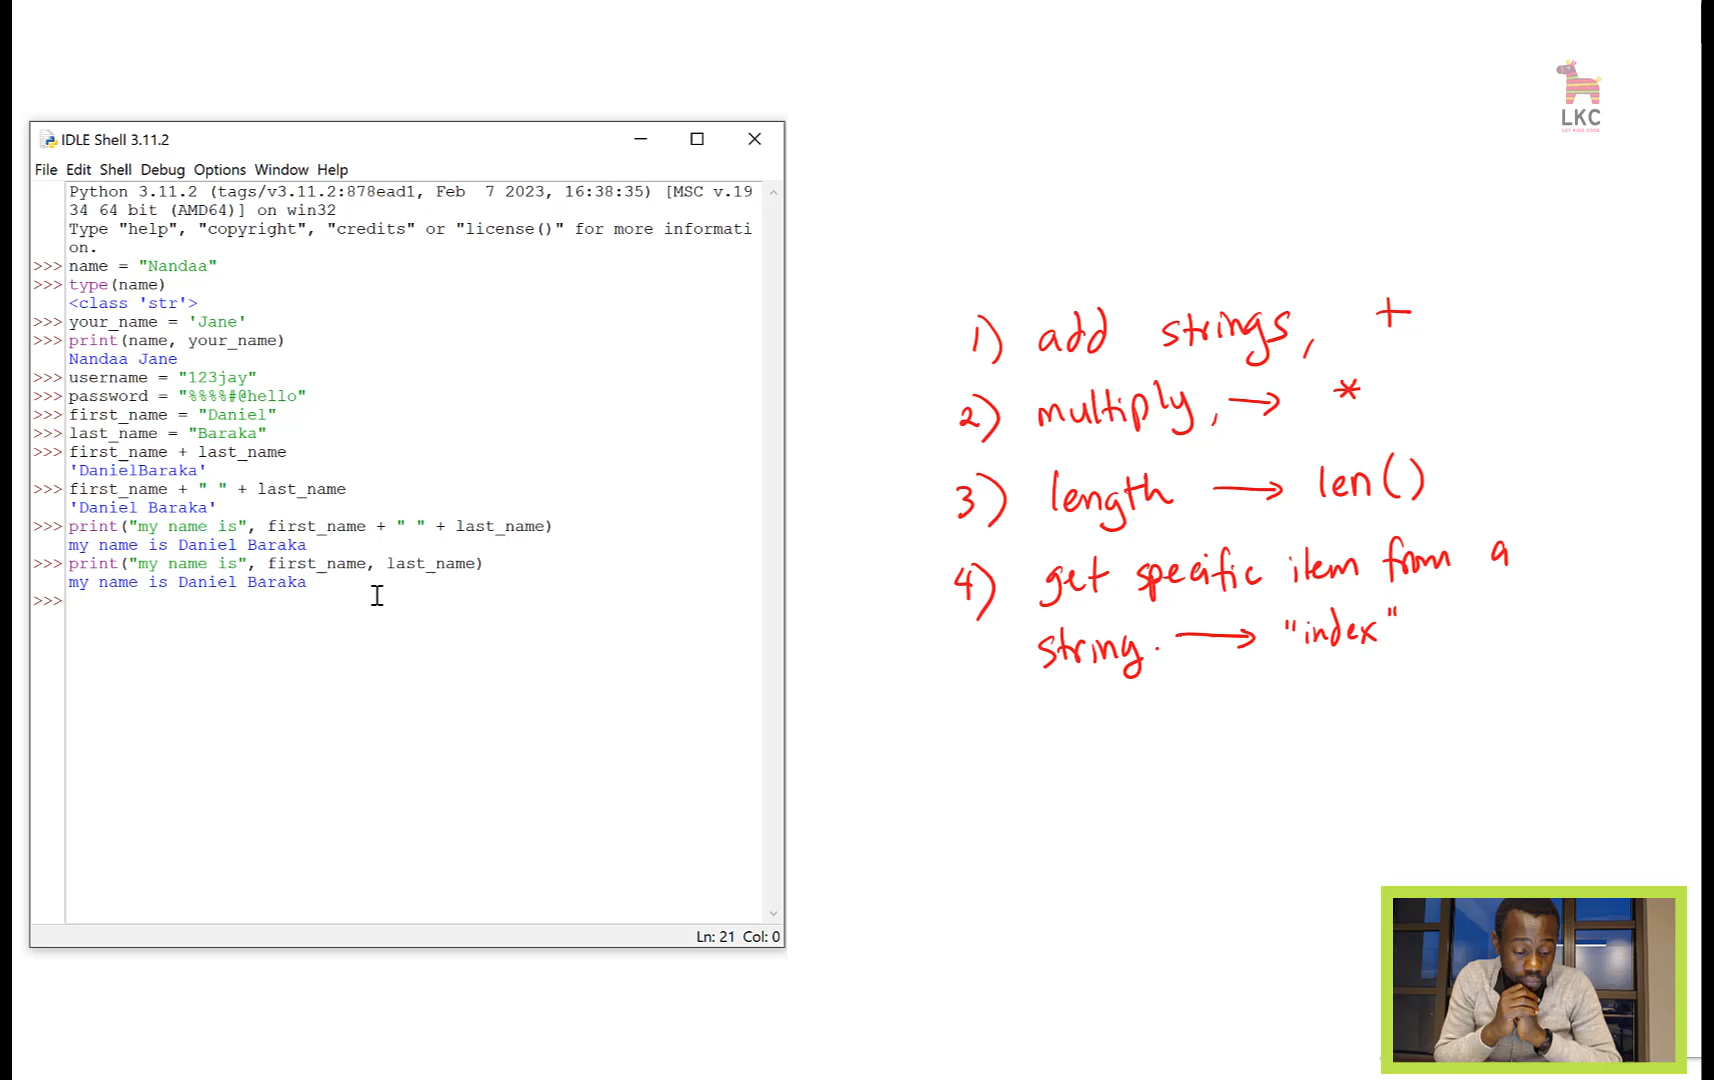 LKC
LET KIDS CODE
IDLE Shell 3.11.2
File Edit Shell Debug Options Window Help
Python 3.11.2 (tags/v3.11.2:878ead1, Feb  7 2023, 16:38:35) [MSC v.19
34 64 bit (AMD64)] on win32
Type "help", "copyright", "credits" or "license()" for more informati
on.
>>> name = "Nandaa"
>>> type(name)
<class 'str'>
>>> your_name = 'Jane'
>>> print(name, your_name)
Nandaa Jane
>>> username = "123jay"
>>> password = "%%%%#@hello"
>>> first_name = "Daniel"
>>> last_name = "Baraka"
>>> first_name + last_name
'DanielBaraka'
>>> first_name + " " + last_name
'Daniel Baraka'
>>> print("my name is", first_name + " " + last_name)
my name is Daniel Baraka
>>> print("my name is", first_name, last_name)
my name is Daniel Baraka
>>>
Ln: 21 Col: 0
1) add strings, +
2) multiply, → *
3) length → len()
4) get specific item from a
string. → "index"